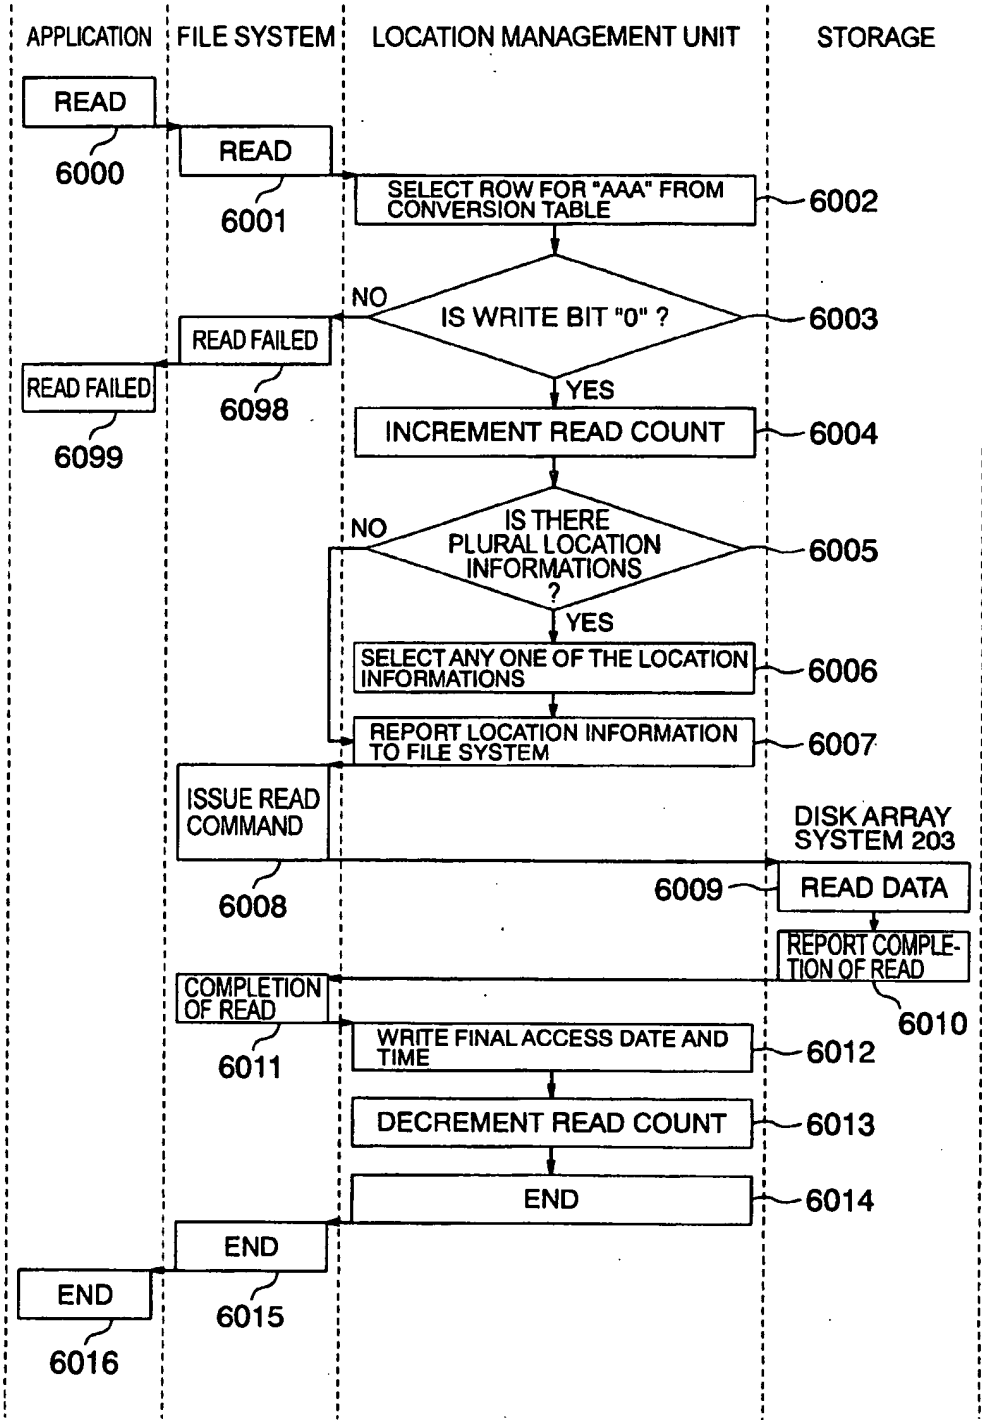 APPLICATION FILE SYSTEM LOCATION MANAGEMENT UNIT STORAGE
READ
6000
READ
6001
SELECT ROW FOR "AAA" FROM
CONVERSION TABLE
6002
IS WRITE BIT "0" ?
6003
NO
READ FAILED
6098
READ FAILED
6099
YES
INCREMENT READ COUNT
6004
IS THERE
PLURAL LOCATION
INFORMATIONS
?
6005
NO
YES
SELECT ANY ONE OF THE LOCATION
INFORMATIONS
6006
REPORT LOCATION INFORMATION
TO FILE SYSTEM
6007
ISSUE READ
COMMAND
6008
DISK ARRAY
SYSTEM 203
6009
READ DATA
REPORT COMPLE-
TION OF READ
6010
COMPLETION
OF READ
6011
WRITE FINAL ACCESS DATE AND
TIME
6012
DECREMENT READ COUNT
6013
END
6014
END
6015
END
6016